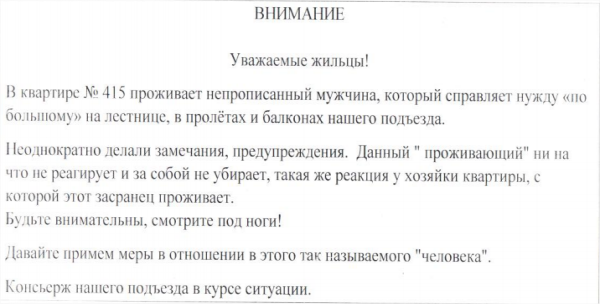 ВНИМАНИЕ
Уважаемые жильцы!
В квартире № 415 проживает непрописанный мужчина, который справляет нужду «по
большому» на лестнице, в пролётах и балконах нашего подъезда.
Неоднократно делали замечания, предупреждения. Данный " проживающий" ни на
что не реагирует и за собой не убирает, такая же реакция у хозяйки квартиры, с
которой этот засранец проживает.
Будьте внимательны, смотрите под ноги!
Давайте примем меры в отношении в этого так называемого "человека".
Консьерж нашего подъезда в курсе ситуации.